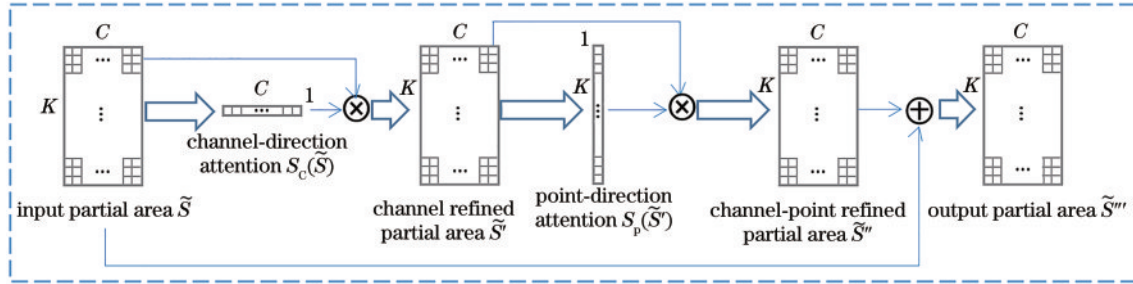 C
K
...
⋮
...
input partial area S̃
C
1
...
channel-direction
attention S_C(S̃)
C
K
...
⋮
...
channel refined
partial area S̃′
1
K
⋮
point-direction
attention S_p(S̃′)
C
K
...
⋮
...
channel-point refined
partial area S̃″
C
K
...
⋮
...
output partial area S̃‴